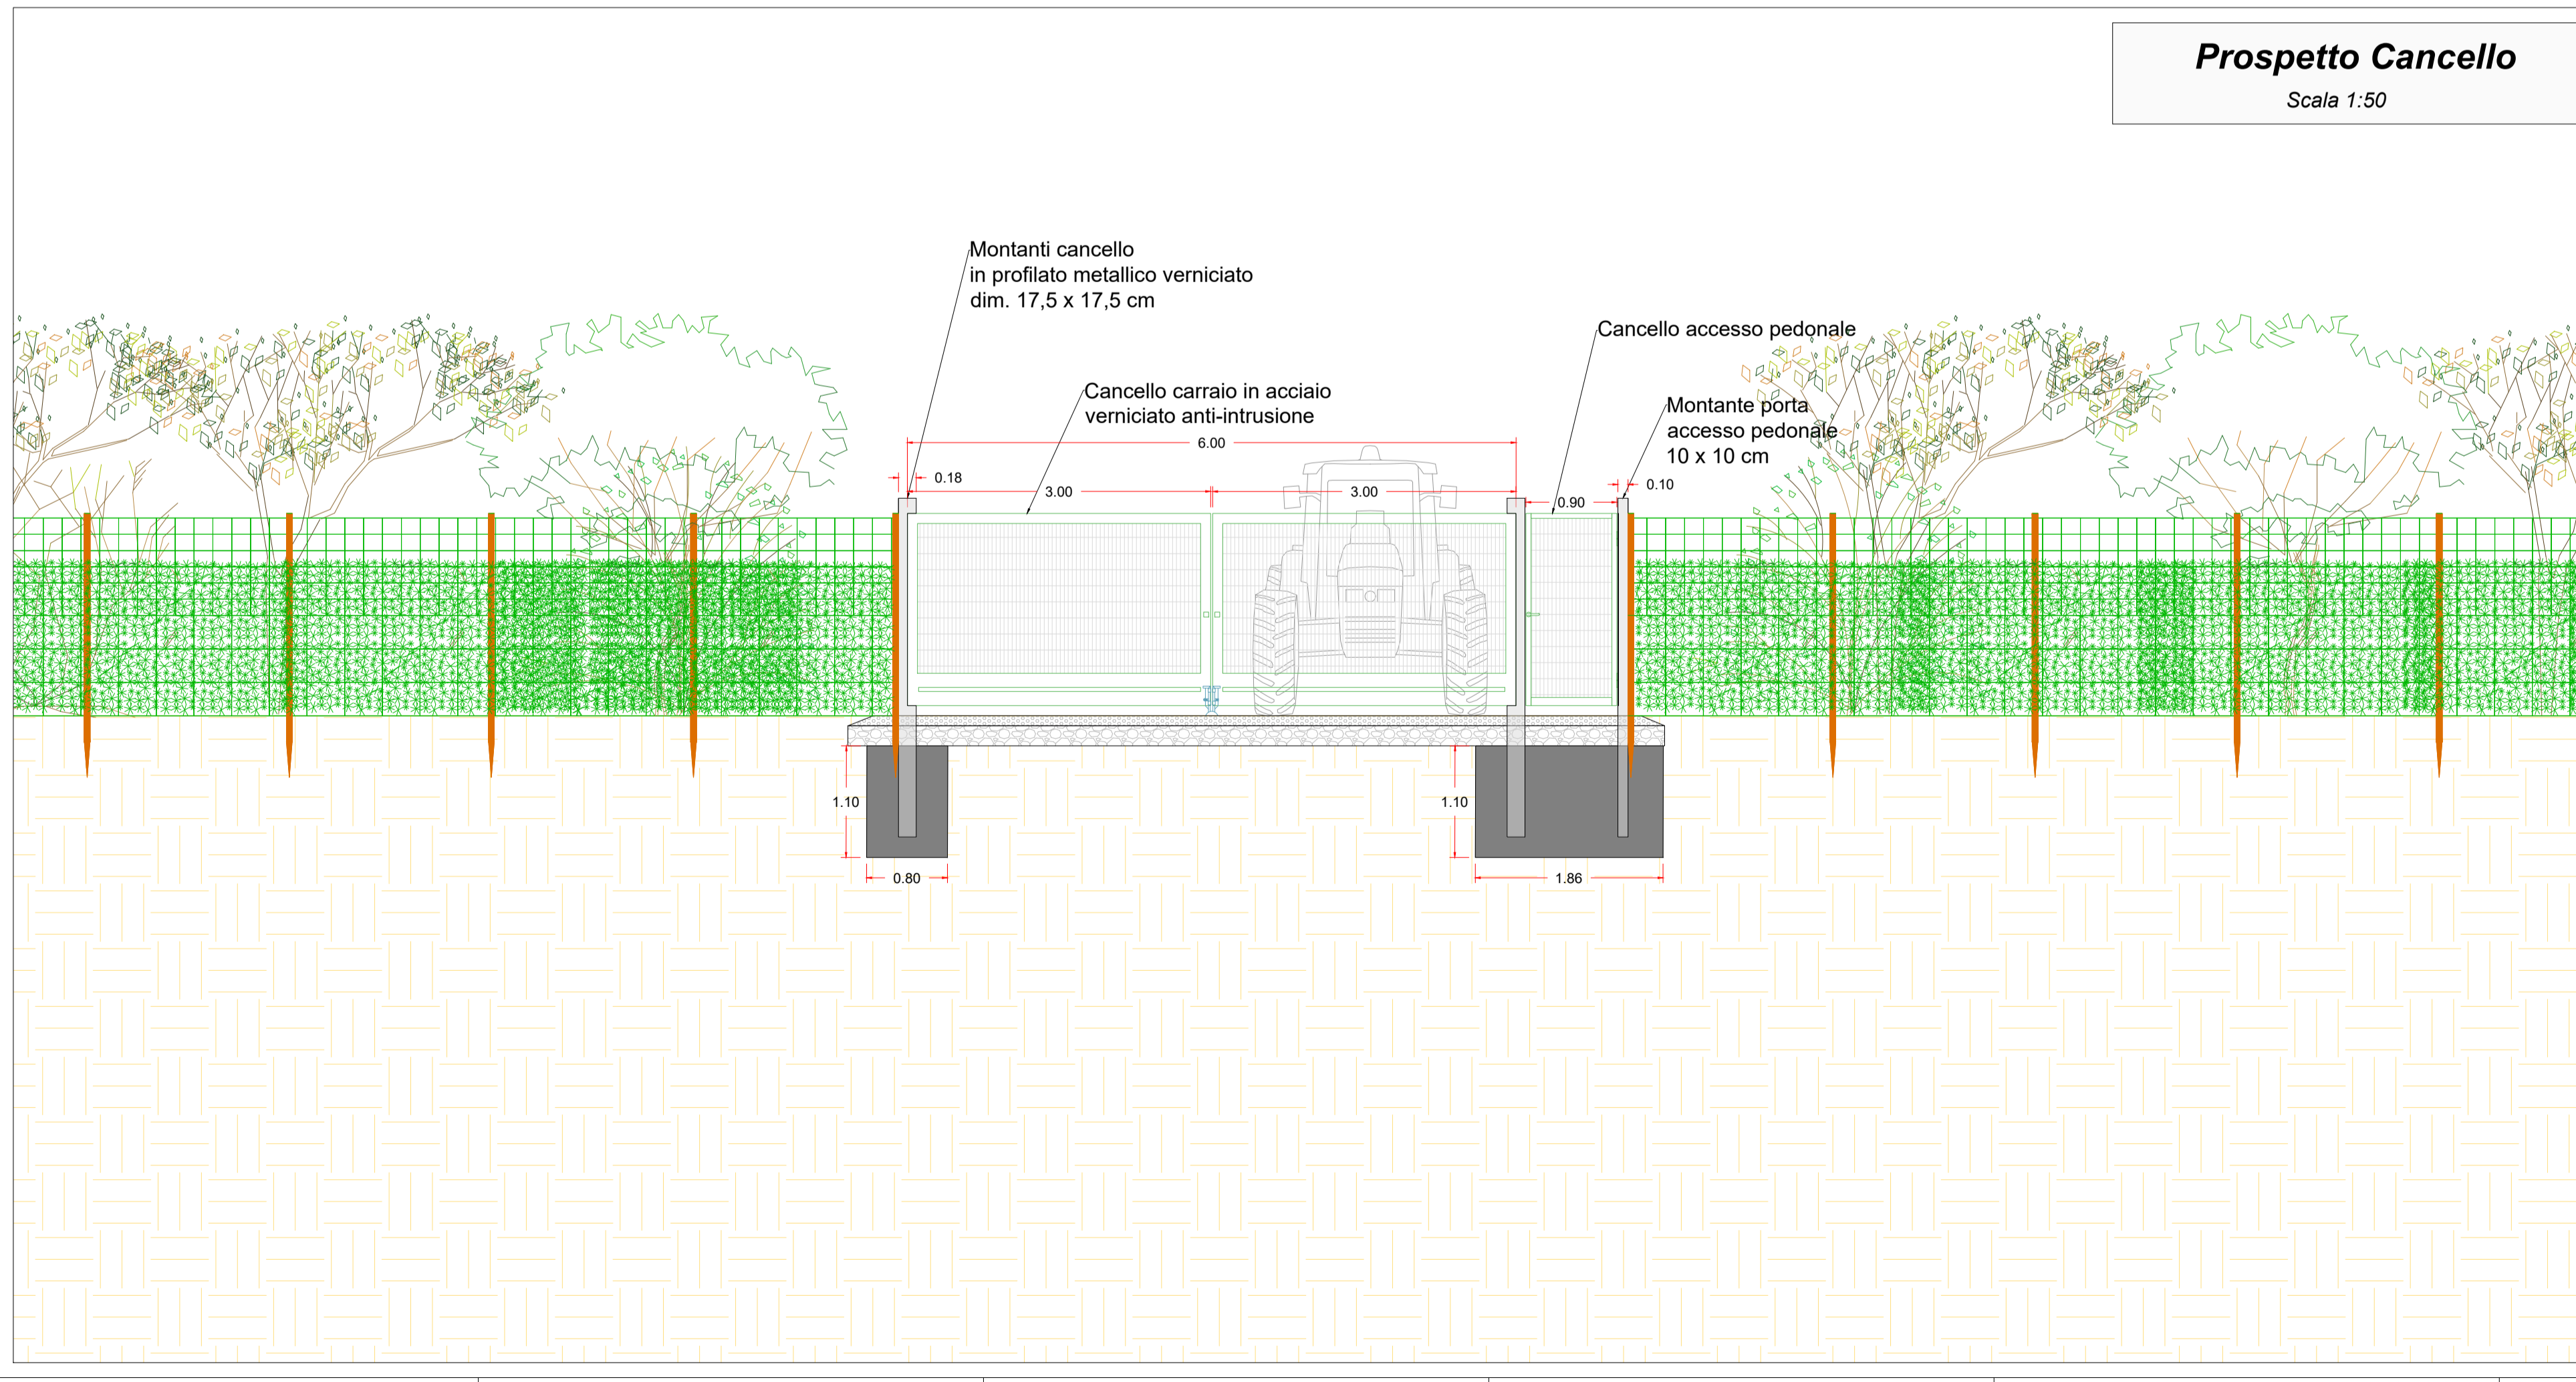 Prospetto Cancello
Scala 1:50
Montanti cancello
in profilato metallico verniciato
dim. 17,5 x 17,5 cm
Cancello accesso pedonale
Cancello carraio in acciaio
verniciato anti-intrusione
Montante porta
accesso pedonale
10 x 10 cm
6.00
0.18
3.00
3.00
0.90
0.10
1.10
1.10
0.80
1.86